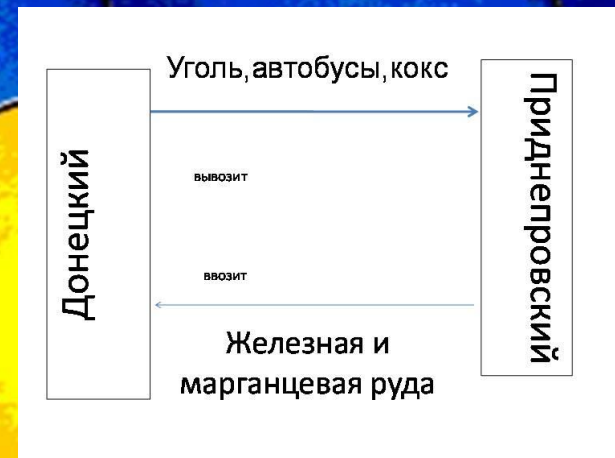 Уголь,автобусы,кокс
Донецкий
Приднепровский
вывозит
ввозит
Железная и
марганцевая руда